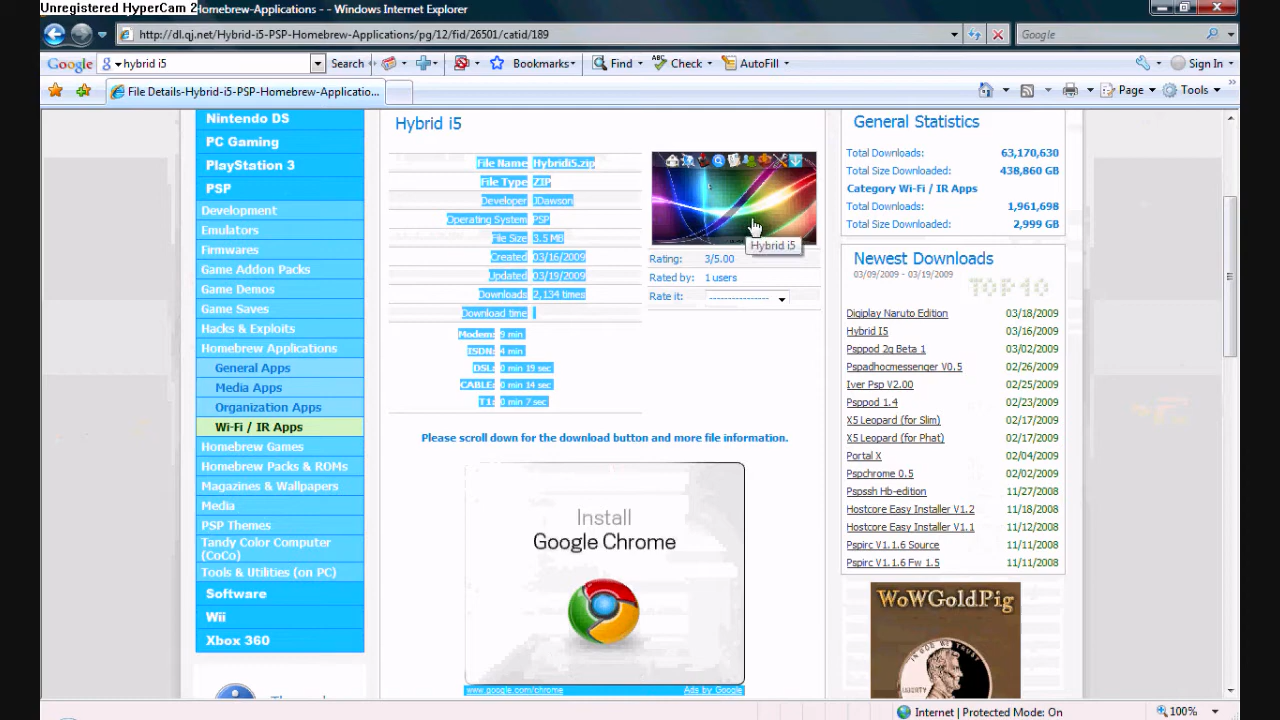 Unregistered HyperCam 2
Homebrew-Applications - - Windows Internet Explorer
http://dl.qj.net/Hybrid-i5-PSP-Homebrew-Applications/pg/12/fid/26501/catid/189
Google
Google
hybrid i5
Search
Bookmarks
Find
Check
AutoFill
Sign In
File Details-Hybrid-i5-PSP-Homebrew-Applicatio...
Page
Tools
Nintendo DS
PC Gaming
PlayStation 3
PSP
Development
Emulators
Firmwares
Game Addon Packs
Game Demos
Game Saves
Hacks & Exploits
Homebrew Applications
General Apps
Media Apps
Organization Apps
Wi-Fi / IR Apps
Homebrew Games
Homebrew Packs & ROMs
Magazines & Wallpapers
Media
PSP Themes
Tandy Color Computer
(CoCo)
Tools & Utilities (on PC)
Software
Wii
Xbox 360
Hybrid i5
File Name Hybridi5.zip
File Type ZIP
Developer JDawson
Operating System PSP
File Size 3.5 MB
Created 03/16/2009
Updated 03/19/2009
Downloads 2,134 times
Download time
Modem: 9 min
ISDN: 4 min
DSL: 0 min 19 sec
CABLE: 0 min 14 sec
T1: 0 min 7 sec
Hybrid i5
Rating: 3/5.00
Rated by: 1 users
Rate it: ---------------
Please scroll down for the download button and more file information.
Install
Google Chrome
www.google.com/chrome
Ads by Google
General Statistics
Total Downloads: 63,170,630
Total Size Downloaded: 438,860 GB
Category Wi-Fi / IR Apps
Total Downloads: 1,961,698
Total Size Downloaded: 2,999 GB
Newest Downloads
03/09/2009 - 03/19/2009
TOP 10
Digiplay Naruto Edition 03/18/2009
Hybrid I5 03/16/2009
Psppod 2g Beta 1 03/02/2009
Pspadhocmessenger V0.5 02/26/2009
Iver Psp V2.00 02/25/2009
Psppod 1.4 02/23/2009
X5 Leopard (for Slim) 02/17/2009
X5 Leopard (for Phat) 02/17/2009
Portal X 02/04/2009
Pspchrome 0.5 02/02/2009
Pspssh Hb-edition 11/27/2008
Hostcore Easy Installer V1.2 11/18/2008
Hostcore Easy Installer V1.1 11/12/2008
Pspirc V1.1.6 Source 11/11/2008
Pspirc V1.1.6 Fw 1.5 11/11/2008
WoWGoldPig
Internet | Protected Mode: On
100%